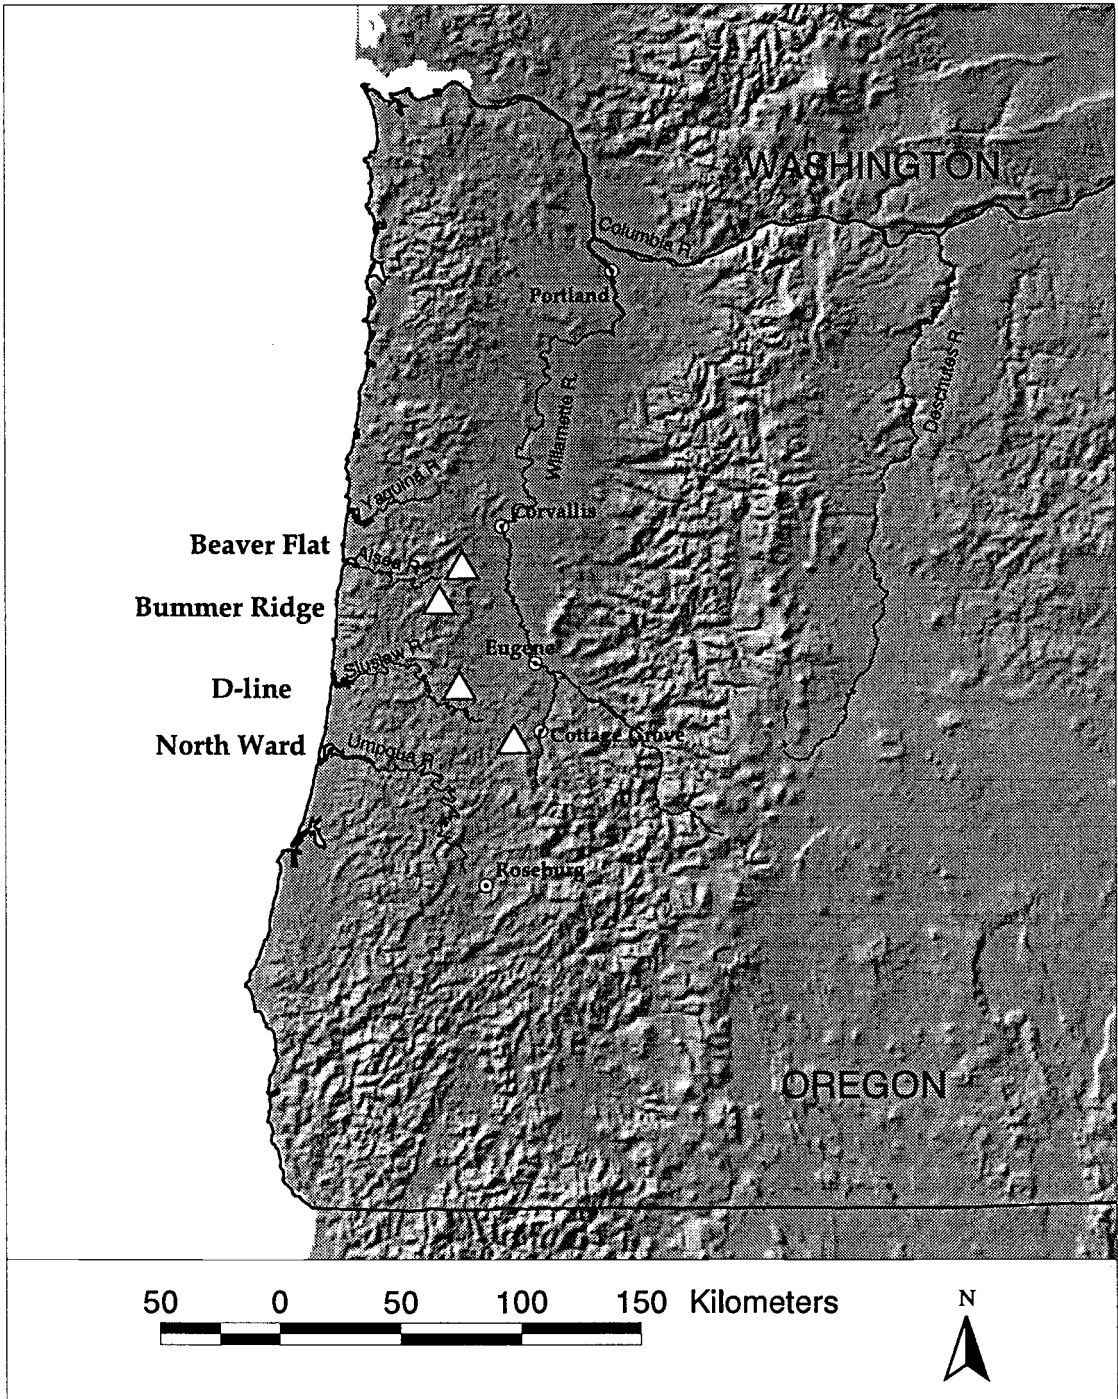 WASHINGTON
Columbia R.
Portland
Willamette R.
Deschutes R.
Yaquina R.
Corvallis
Beaver Flat
Alsea R.
Bummer Ridge
Eugene
Siuslaw R.
D-line
Cottage Grove
North Ward
Umpqua R.
Roseburg
OREGON
50 0 50 100 150 Kilometers
N